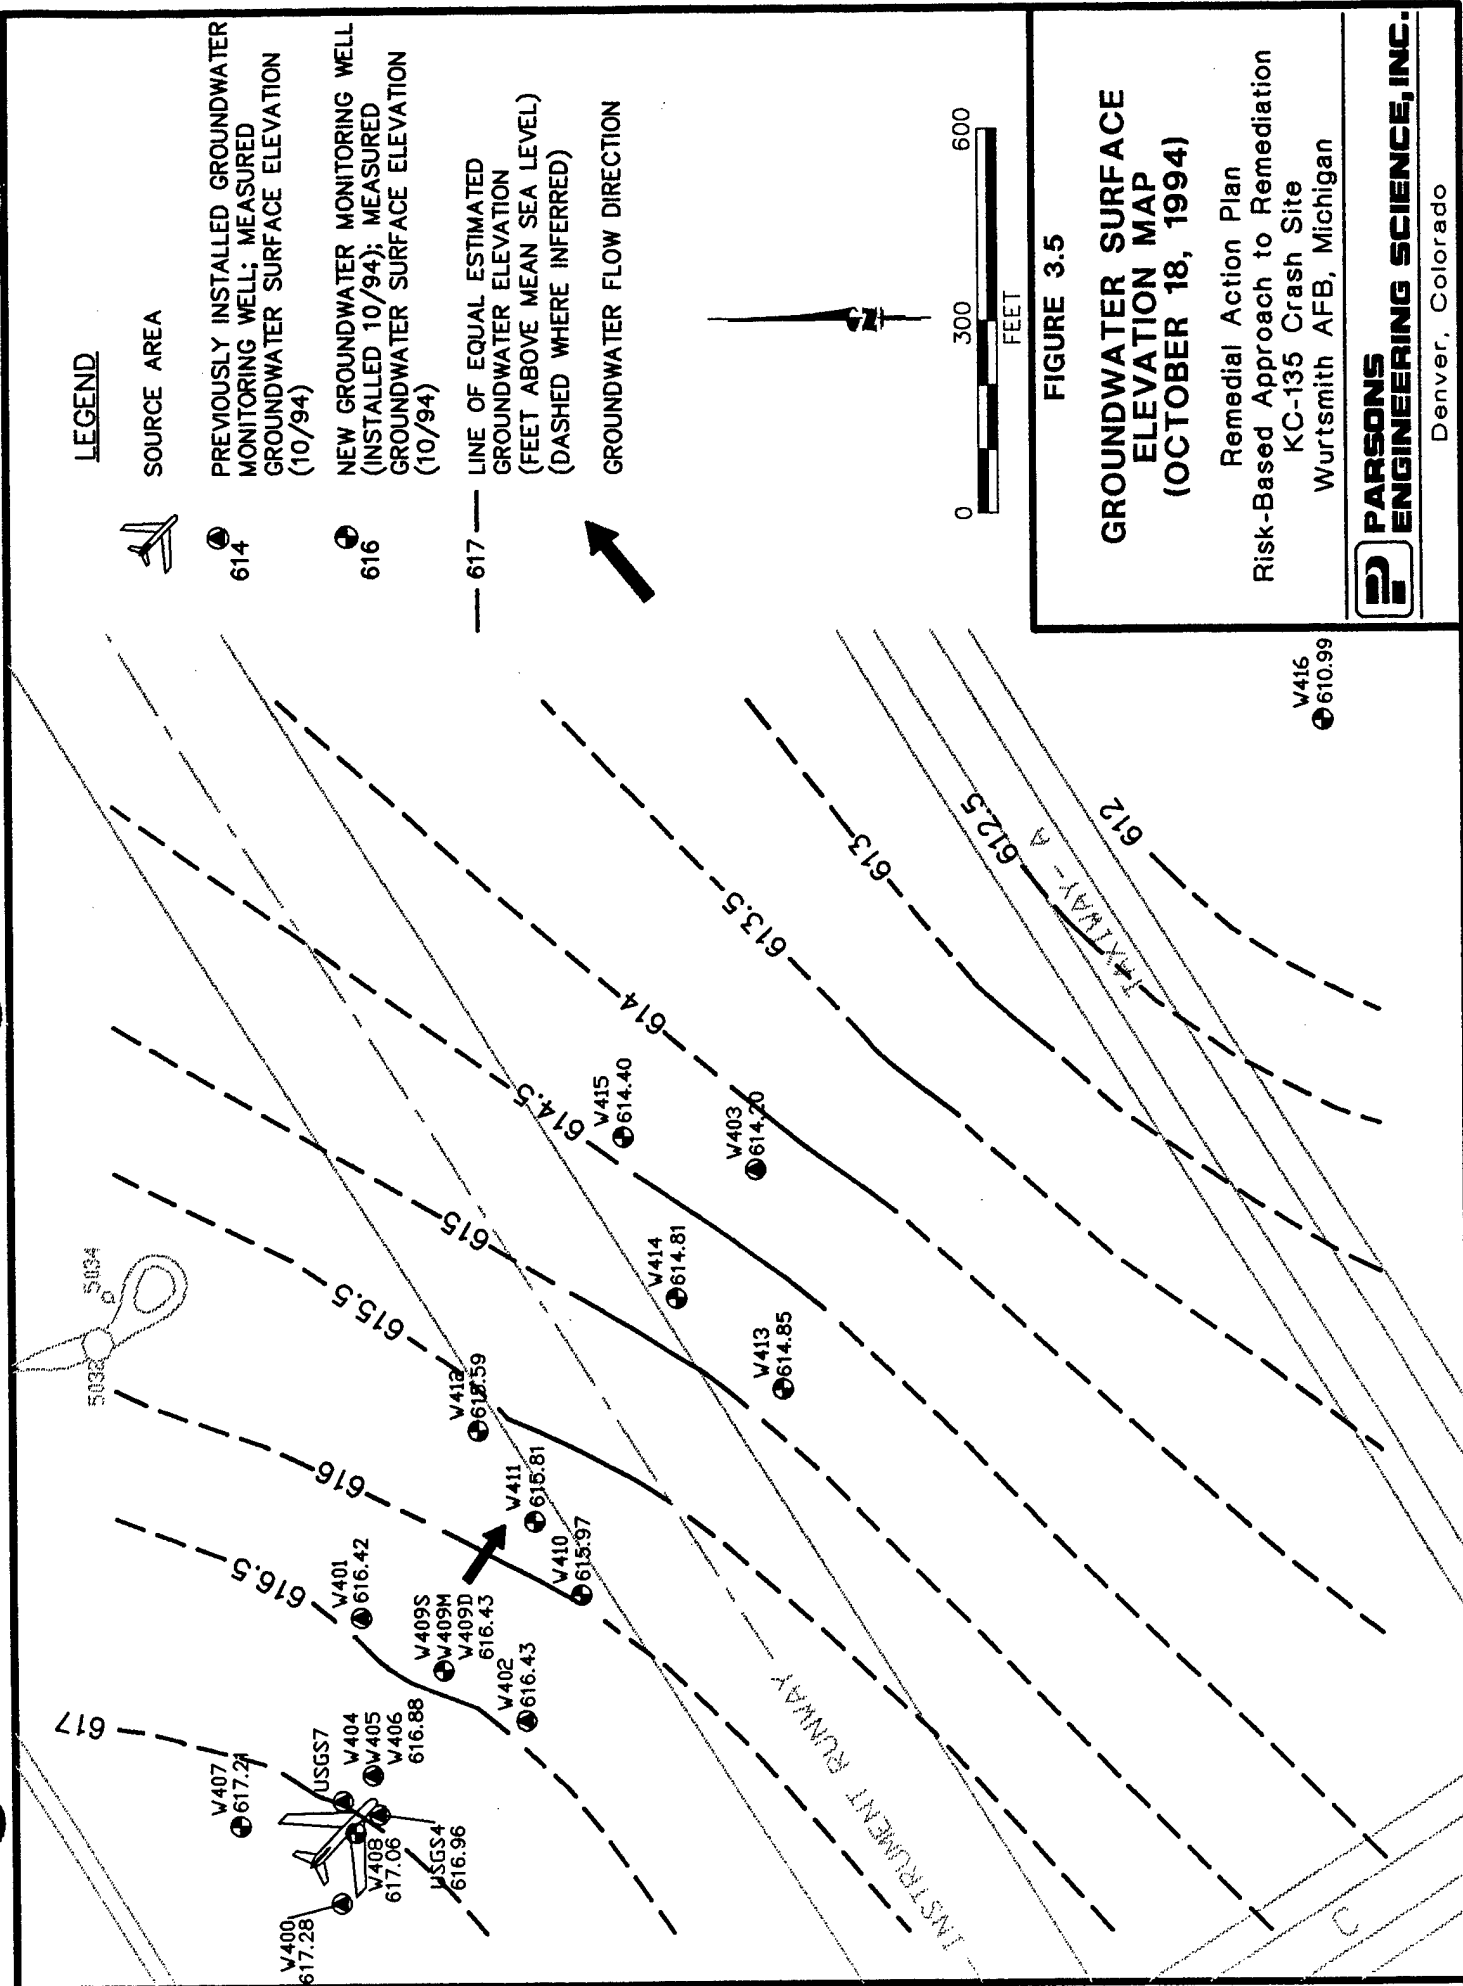 LEGEND
SOURCE AREA
614
PREVIOUSLY INSTALLED GROUNDWATER
MONITORING WELL; MEASURED
GROUNDWATER SURFACE ELEVATION
(10/94)
616
NEW GROUNDWATER MONITORING WELL
(INSTALLED 10/94); MEASURED
GROUNDWATER SURFACE ELEVATION
(10/94)
617
LINE OF EQUAL ESTIMATED
GROUNDWATER ELEVATION
(FEET ABOVE MEAN SEA LEVEL)
(DASHED WHERE INFERRED)
GROUNDWATER FLOW DIRECTION
N
0 300 600
FEET
FIGURE 3.5
GROUNDWATER SURFACE
ELEVATION MAP
(OCTOBER 18, 1994)
Remedial Action Plan
Risk-Based Approach to Remediation
KC-135 Crash Site
Wurtsmith AFB, Michigan
PARSONS
ENGINEERING SCIENCE, INC.
Denver, Colorado
W400
617.28
W407
617.21
W408
617.06
USGS7
USGS4
616.96
W404
W405
W406
616.88
W401
616.42
W409S
W409M
W409D
616.43
W402
616.43
W410
615.97
W411
615.81
W412
615.59
W413
614.85
W414
614.81
W415
614.40
W403
614.20
W416
610.99
617
616.5
616
615.5
615
614.5
614
613.5
613
612.5
612
5034
INSTRUMENT RUNWAY
TAXIWAY- A
C